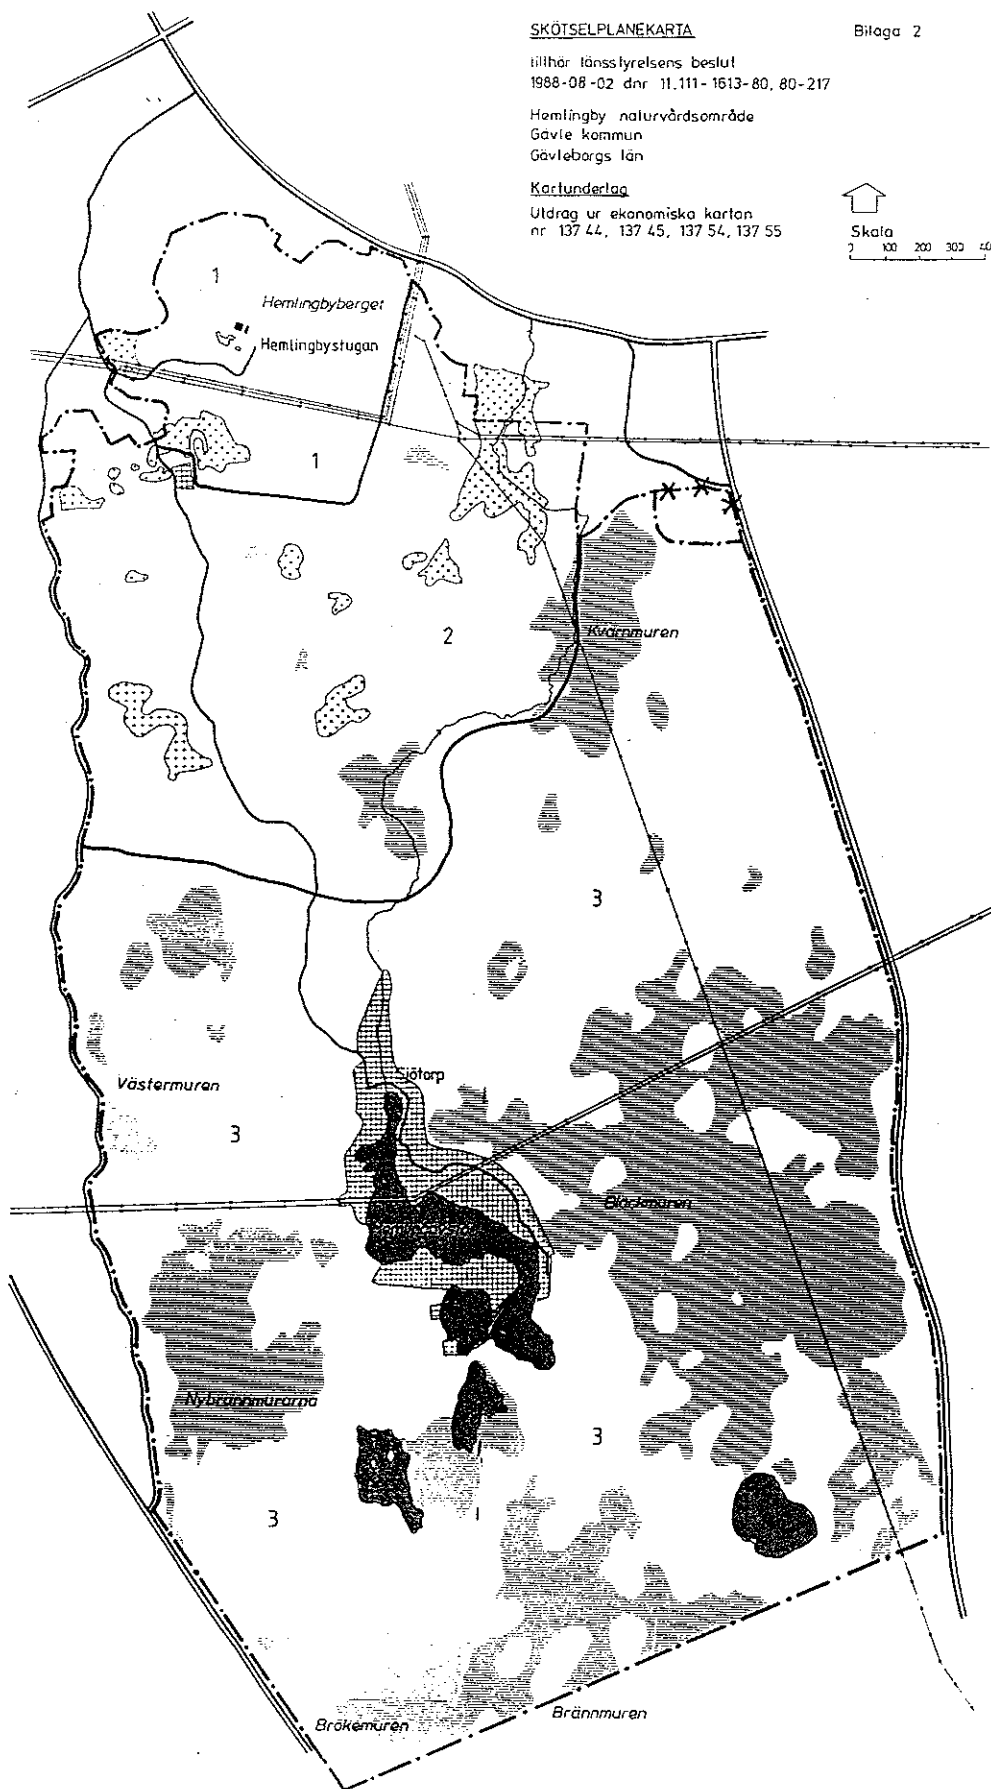 SKÖTSELPLANEKARTA
Bilaga 2
tillhör länsstyrelsens beslut
1988-08-02 dnr 11.111-1613-80, 80-217
Hemlingby naturvårdsområde
Gävle kommun
Gävleborgs län
Kartunderlag
Utdrag ur ekonomiska kartan
nr 137 44, 137 45, 137 54, 137 55
Skala
0 100 200 300
1
Hemlingbyberget
Hemlingbystugan
1
2
Kvarnmuren
3
Sjötorp
Västermuren
3
Blackmuren
Nybrännmurarna
3
3
Brökemuren
Brännmuren